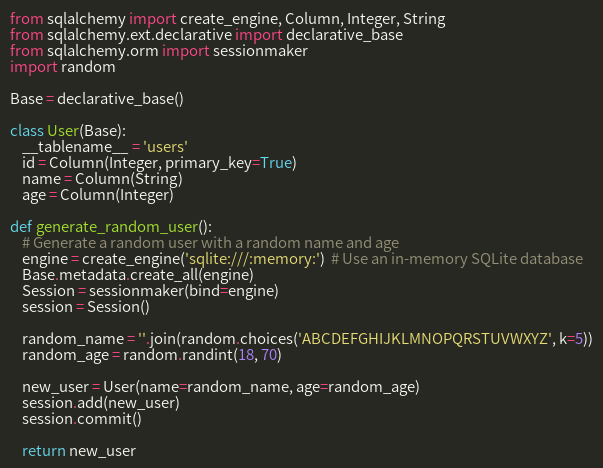 from sqlalchemy import create_engine, Column, Integer, String
from sqlalchemy.ext.declarative import declarative_base
from sqlalchemy.orm import sessionmaker
import random

Base = declarative_base()

class User(Base):
    __tablename__ = 'users'
    id = Column(Integer, primary_key=True)
    name = Column(String)
    age = Column(Integer)

def generate_random_user():
    # Generate a random user with a random name and age
    engine = create_engine('sqlite:///:memory:')  # Use an in-memory SQLite database
    Base.metadata.create_all(engine)
    Session = sessionmaker(bind=engine)
    session = Session()

    random_name = ''.join(random.choices('ABCDEFGHIJKLMNOPQRSTUVWXYZ', k=5))
    random_age = random.randint(18, 70)

    new_user = User(name=random_name, age=random_age)
    session.add(new_user)
    session.commit()

    return new_user